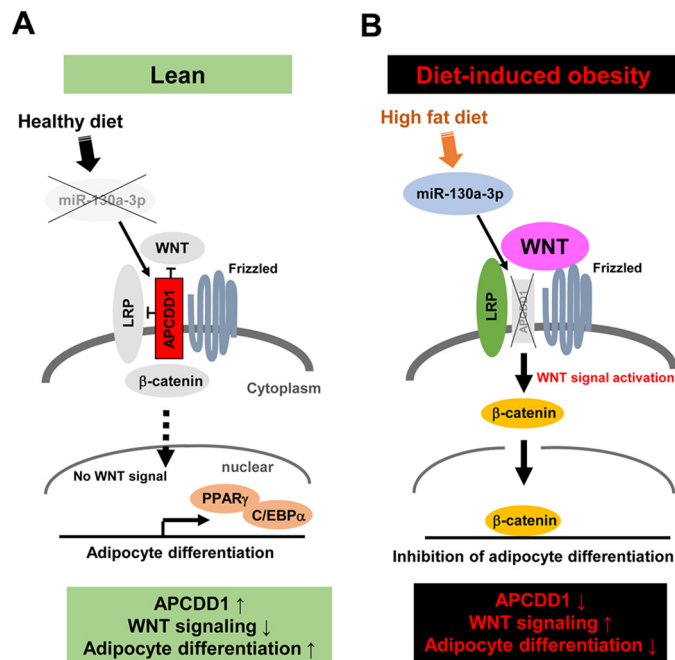 A
Lean
Healthy diet
miR-130a-3p
WNT
Frizzled
LRP
APCDD1
β-catenin
Cytoplasm
nuclear
No WNT signal
PPARγ
C/EBPα
Adipocyte differentiation
APCDD1 ↑
WNT signaling ↓
Adipocyte differentiation ↑
B
Diet-induced obesity
High fat diet
miR-130a-3p
WNT
Frizzled
LRP
APCDD1
WNT signal activation
β-catenin
β-catenin
Inhibition of adipocyte differentiation
APCDD1 ↓
WNT signaling ↑
Adipocyte differentiation ↓